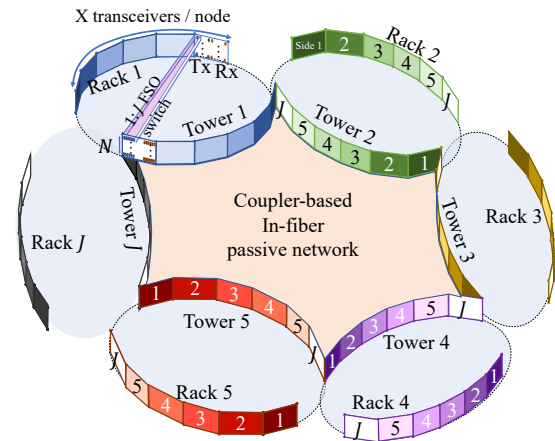 X transceivers / node
Rack 1
Tx
Rx
1:J FSO
switch
N
Tower 1
Side 1
2
3
4
5
J
Rack 2
J
5
4
3
2
1
Tower 2
Tower 3
Rack 3
Tower J
Rack J
Coupler-based
In-fiber
passive network
1
2
3
4
5
J
Tower 5
J
5
4
3
2
1
Rack 5
1
2
3
4
5
J
Tower 4
Rack 4
J
5
4
3
2
1